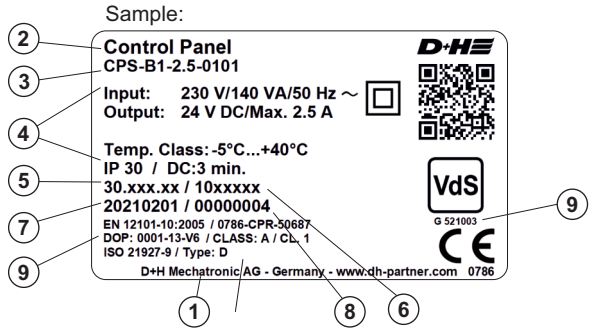 Sample:
2
Control Panel
D+HE
3
CPS-B1-2.5-0101
Input: 230 V/140 VA/50 Hz ~
4
Output: 24 V DC/Max. 2.5 A
Temp. Class: -5°C...+40°C
IP 30 / DC:3 min.
5
30.xxx.xx / 10xxxxx
VdS
7
20210201 / 00000004
9
G 521003
EN 12101-10:2005 / 0786-CPR-50687
9
DOP: 0001-13-V6 / CLASS: A / CL. 1
CE
ISO 21927-9 / Type: D
D+H Mechatronic AG - Germany - www.dh-partner.com 0786
1
8
6